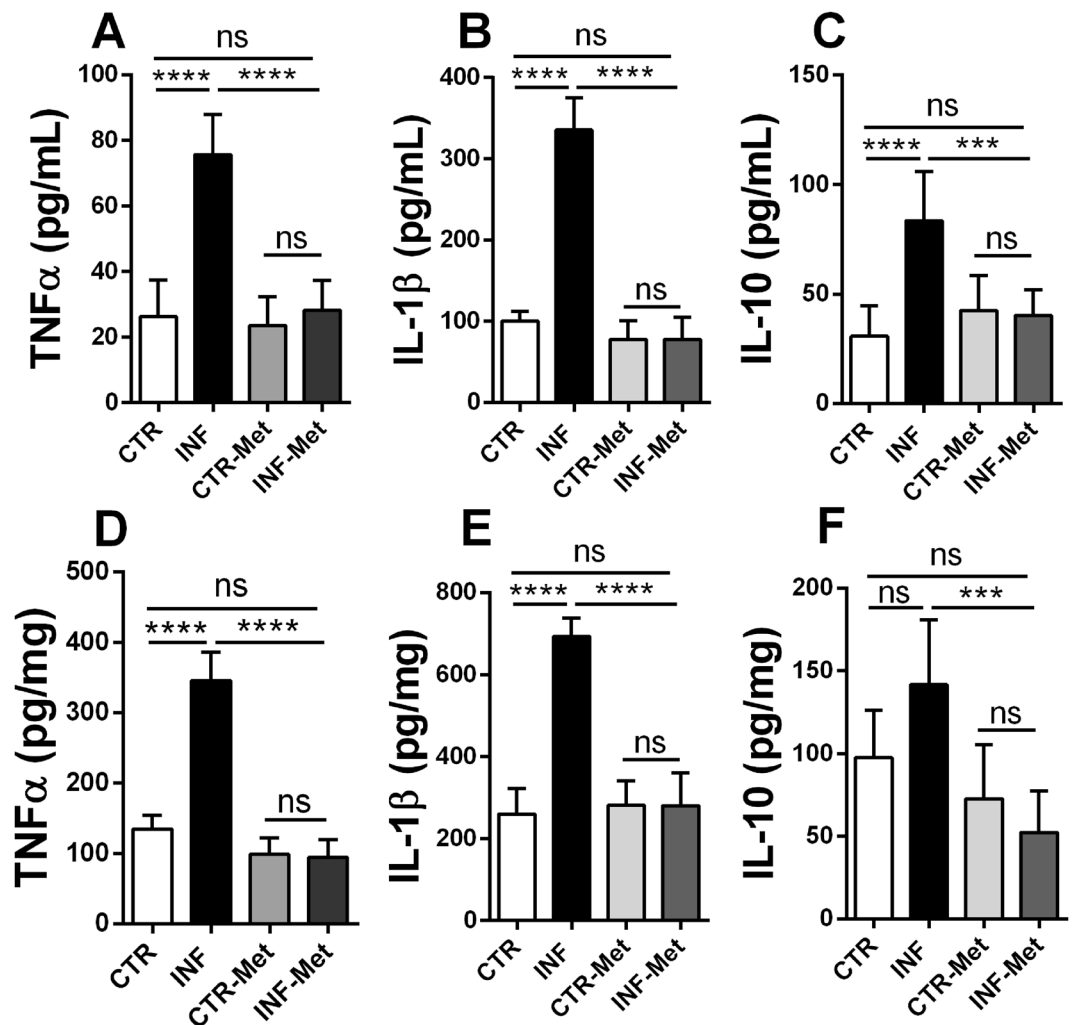 A
ns
**** ****
TNFα (pg/mL)
100
80
60
40
20
0
ns
CTR
INF
CTR-Met
INF-Met
B
ns
**** ****
IL-1β (pg/mL)
400
300
200
100
0
ns
CTR
INF
CTR-Met
INF-Met
C
ns
**** ***
IL-10 (pg/mL)
150
100
50
0
ns
CTR
INF
CTR-Met
INF-Met
D
ns
**** ****
TNFα (pg/mg)
500
400
300
200
100
0
ns
CTR
INF
CTR-Met
INF-Met
E
ns
**** ****
IL-1β (pg/mg)
800
600
400
200
0
ns
CTR
INF
CTR-Met
INF-Met
F
ns
ns ***
IL-10 (pg/mg)
200
150
100
50
0
ns
CTR
INF
CTR-Met
INF-Met